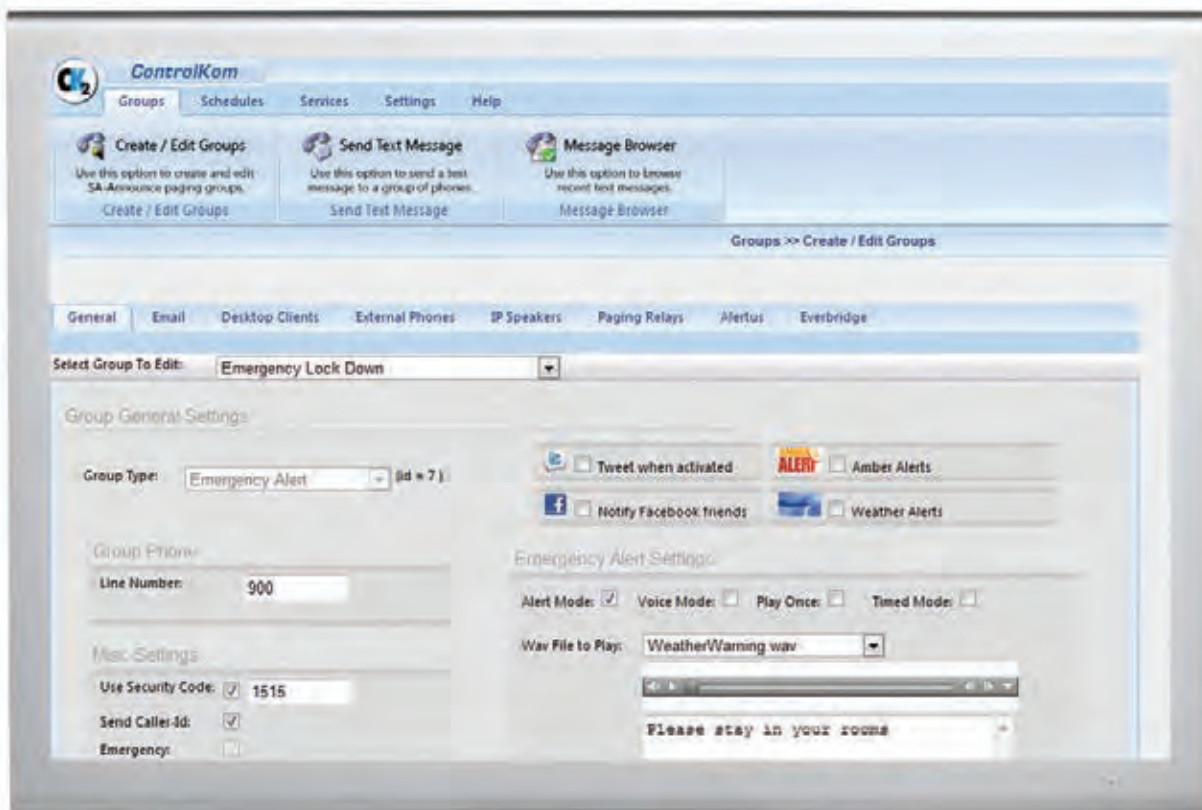 CK2 ControlKom
Groups Schedules Services Settings Help
Create / Edit Groups Send Text Message Message Browser
Use this option to create and edit Use this option to send a text Use this option to browse
SA-Announce paging groups. message to a group of phones. recent text messages.
Create / Edit Groups Send Text Message Message Browser
Groups >> Create / Edit Groups
General Email Desktop Clients External Phones IP Speakers Paging Relays Alertus Everbridge
Select Group To Edit: Emergency Lock Down
Group General Settings
Group Type: Emergency Alert (id = 7 )
Tweet when activated ALERT Amber Alerts
f Notify Facebook friends Weather Alerts
Group Phone
Line Number: 900
Emergency Alert Settings
Alert Mode: Voice Mode: Play Once: Timed Mode:
Wav File to Play: WeatherWarning.wav
Misc Settings
Use Security Code: 1515
Send Caller-Id:
Please stay in your rooms
Emergency: